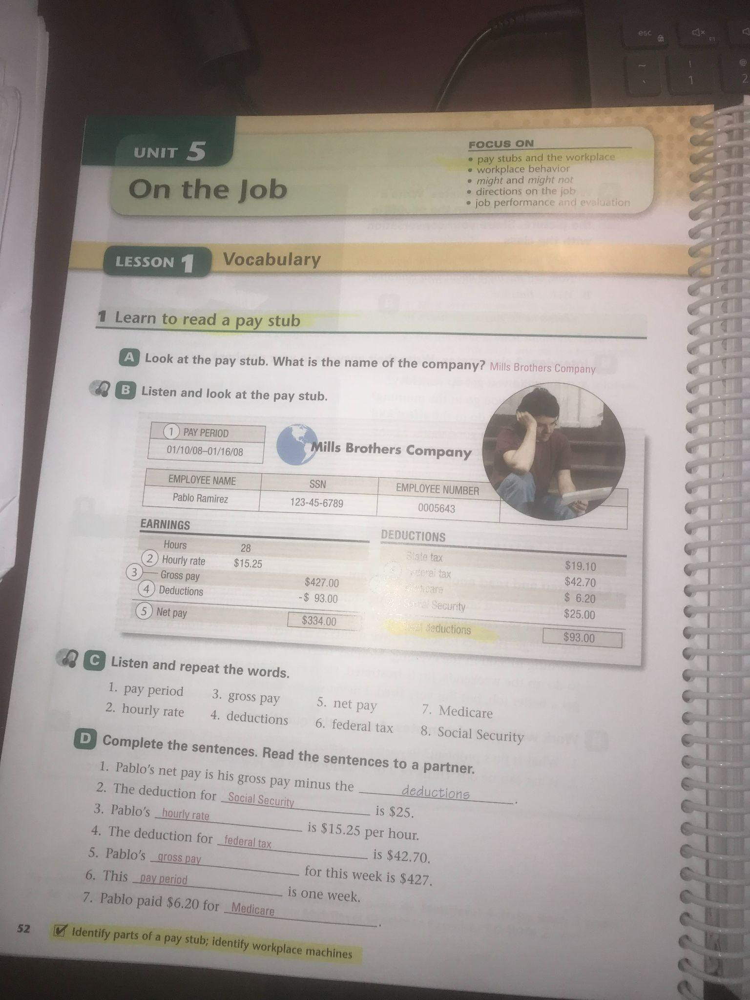 esc
F1
~
!
@
`
1
2
UNIT 5
On the Job
FOCUS ON
• pay stubs and the workplace
• workplace behavior
• might and might not
• directions on the job
• job performance and evaluation
LESSON 1 Vocabulary
1 Learn to read a pay stub
A Look at the pay stub. What is the name of the company? Mills Brothers Company
B Listen and look at the pay stub.
1 PAY PERIOD
01/10/08–01/16/08
Mills Brothers Company
EMPLOYEE NAME SSN EMPLOYEE NUMBER
Pablo Ramirez 123-45-6789 0005643
EARNINGS
Hours 28
2 Hourly rate $15.25
3 Gross pay $427.00
4 Deductions -$ 93.00
5 Net pay $334.00
DEDUCTIONS
State tax $19.10
Federal tax $42.70
Medicare $ 6.20
Social Security $25.00
Total deductions $93.00
C Listen and repeat the words.
1. pay period 3. gross pay 5. net pay 7. Medicare
2. hourly rate 4. deductions 6. federal tax 8. Social Security
D Complete the sentences. Read the sentences to a partner.
1. Pablo's net pay is his gross pay minus the deductions.
2. The deduction for Social Security is $25.
3. Pablo's hourly rate is $15.25 per hour.
4. The deduction for federal tax is $42.70.
5. Pablo's gross pay for this week is $427.
6. This pay period is one week.
7. Pablo paid $6.20 for Medicare.
52 Identify parts of a pay stub; identify workplace machines